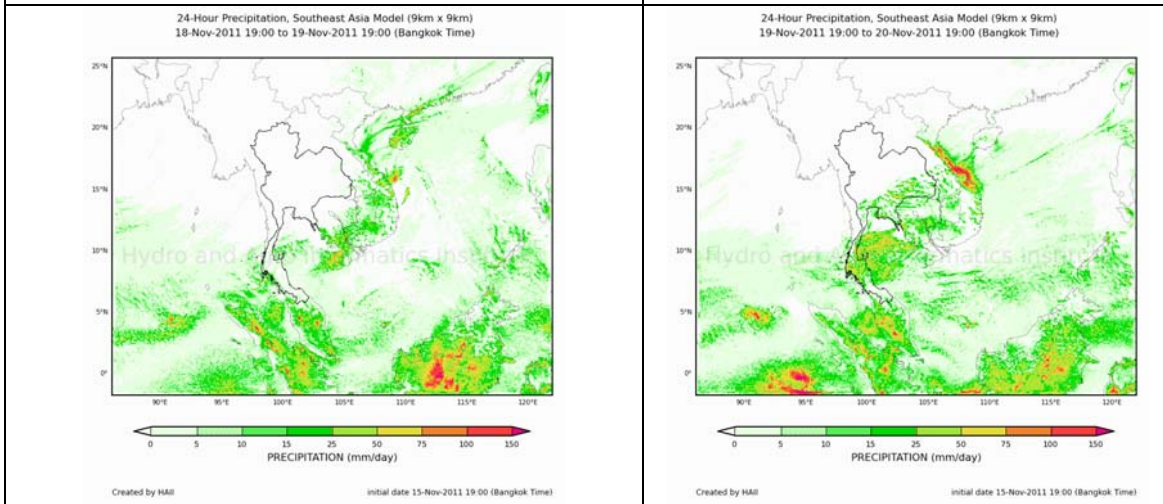 24-Hour Precipitation, Southeast Asia Model (9km x 9km)
18-Nov-2011 19:00 to 19-Nov-2011 19:00 (Bangkok Time)
25°N
20°N
15°N
10°N
5°N
0°
90°E 95°E 100°E 105°E 110°E 115°E 120°E
Hydro and Informatics
0 5 10 15 25 50 75 100 150
PRECIPITATION (mm/day)
Created by HAII initial date 15-Nov-2011 19:00 (Bangkok Time)
24-Hour Precipitation, Southeast Asia Model (9km x 9km)
19-Nov-2011 19:00 to 20-Nov-2011 19:00 (Bangkok Time)
25°N
20°N
15°N
10°N
5°N
0°
90°E 95°E 100°E 105°E 110°E 115°E 120°E
Hydro and
0 5 10 15 25 50 75 100 150
PRECIPITATION (mm/day)
Created by HAII initial date 15-Nov-2011 19:00 (Bangkok Time)